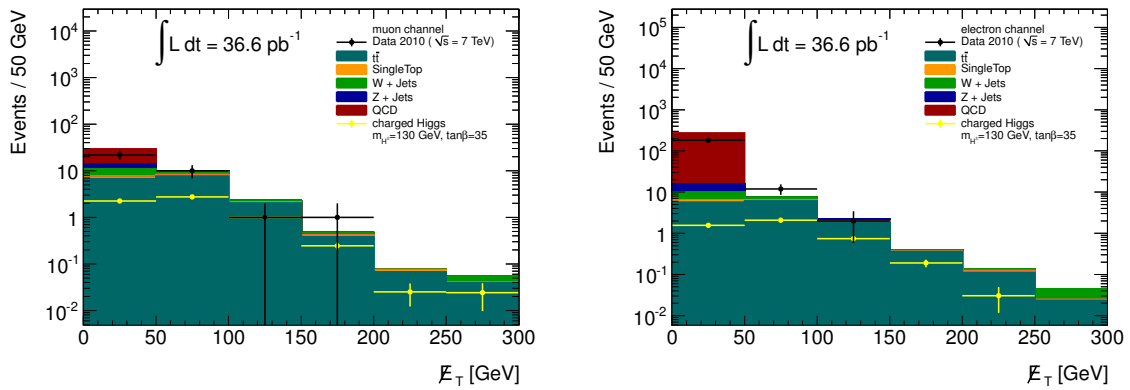 ∫ L dt = 36.6 pb⁻¹
muon channel
Data 2010 ( √s = 7 TeV)
tt̄
SingleTop
W + Jets
Z + Jets
QCD
charged Higgs
m_H⁺=130 GeV, tanβ=35
Events / 50 GeV
10⁴
10³
10²
10
1
10⁻¹
10⁻²
0 50 100 150 200 250 300
E̸_T [GeV]
∫ L dt = 36.6 pb⁻¹
electron channel
Data 2010 ( √s = 7 TeV)
tt̄
SingleTop
W + Jets
Z + Jets
QCD
charged Higgs
m_H⁺=130 GeV, tanβ=35
Events / 50 GeV
10⁵
10⁴
10³
10²
10
1
10⁻¹
10⁻²
0 50 100 150 200 250 300
E̸_T [GeV]